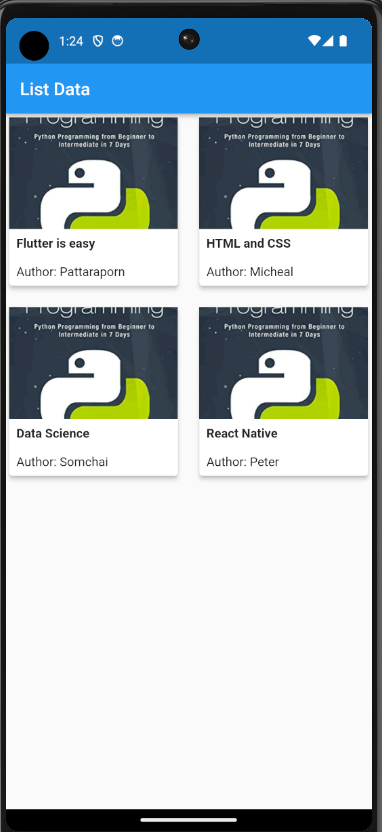 1:24
List Data
Programming
Python Programming from Beginner to
Intermediate in 7 Days
Programming
Python Programming from Beginner to
Intermediate in 7 Days
Flutter is easy
HTML and CSS
Author: Pattaraporn
Author: Micheal
Programming
Python Programming from Beginner to
Intermediate in 7 Days
Programming
Python Programming from Beginner to
Intermediate in 7 Days
Data Science
React Native
Author: Somchai
Author: Peter